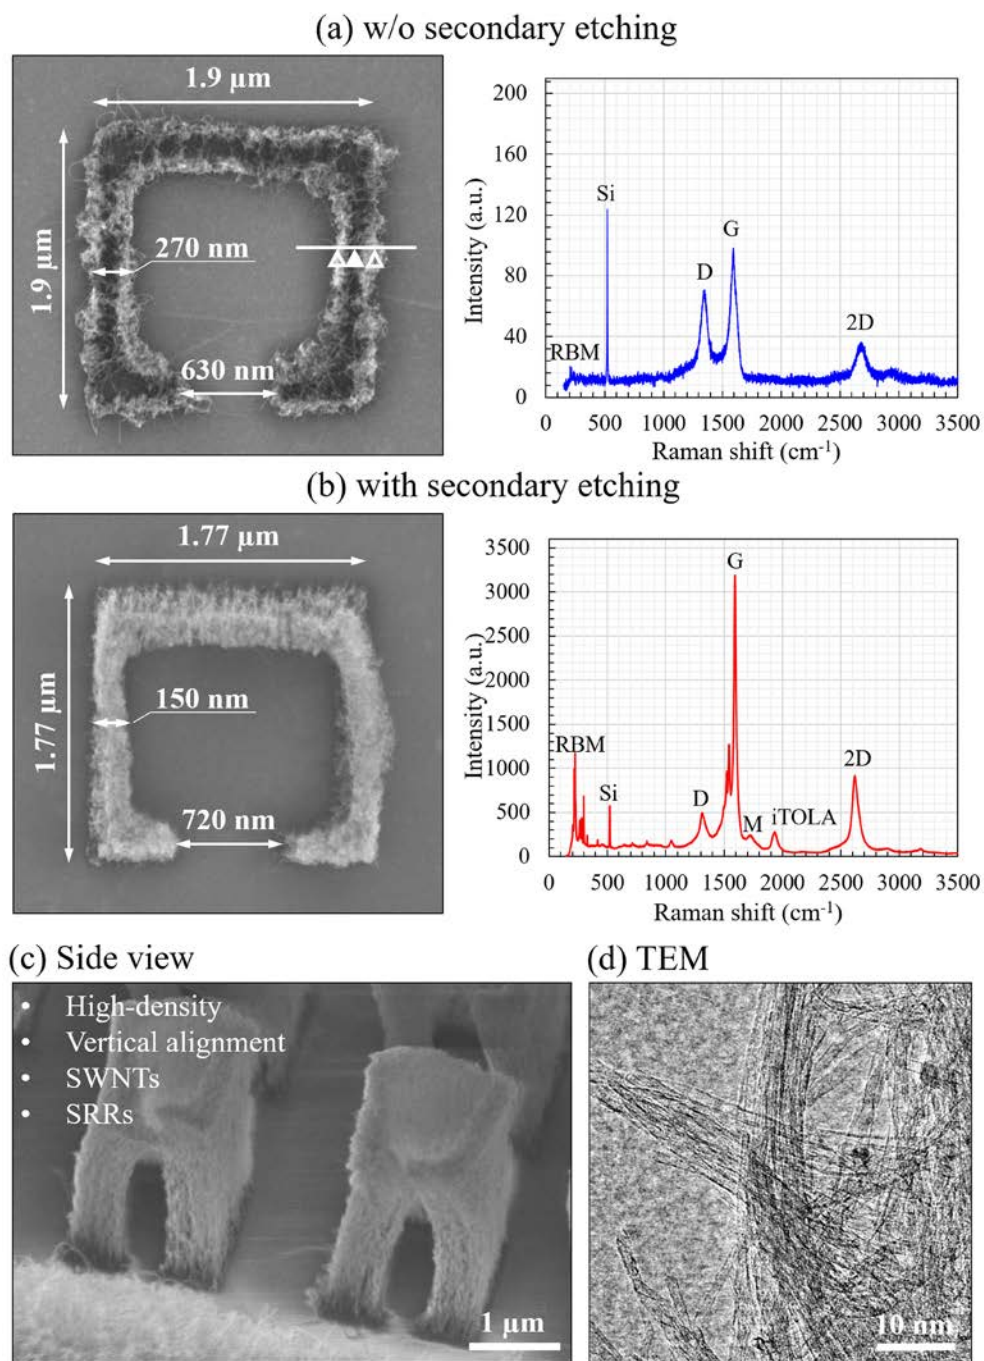 (a) w/o secondary etching
1.9 µm
1.9 µm
270 nm
630 nm
200
160
120
80
40
0
Intensity (a.u.)
RBM
Si
D
G
2D
0 500 1000 1500 2000 2500 3000 3500
Raman shift (cm-1)
(b) with secondary etching
1.77 µm
1.77 µm
150 nm
720 nm
3500
3000
2500
2000
1500
1000
500
0
Intensity (a.u.)
RBM
Si
D
G
M
iTOLA
2D
0 500 1000 1500 2000 2500 3000 3500
Raman shift (cm-1)
(c) Side view
• High-density
• Vertical alignment
• SWNTs
• SRRs
1 µm
(d) TEM
10 nm